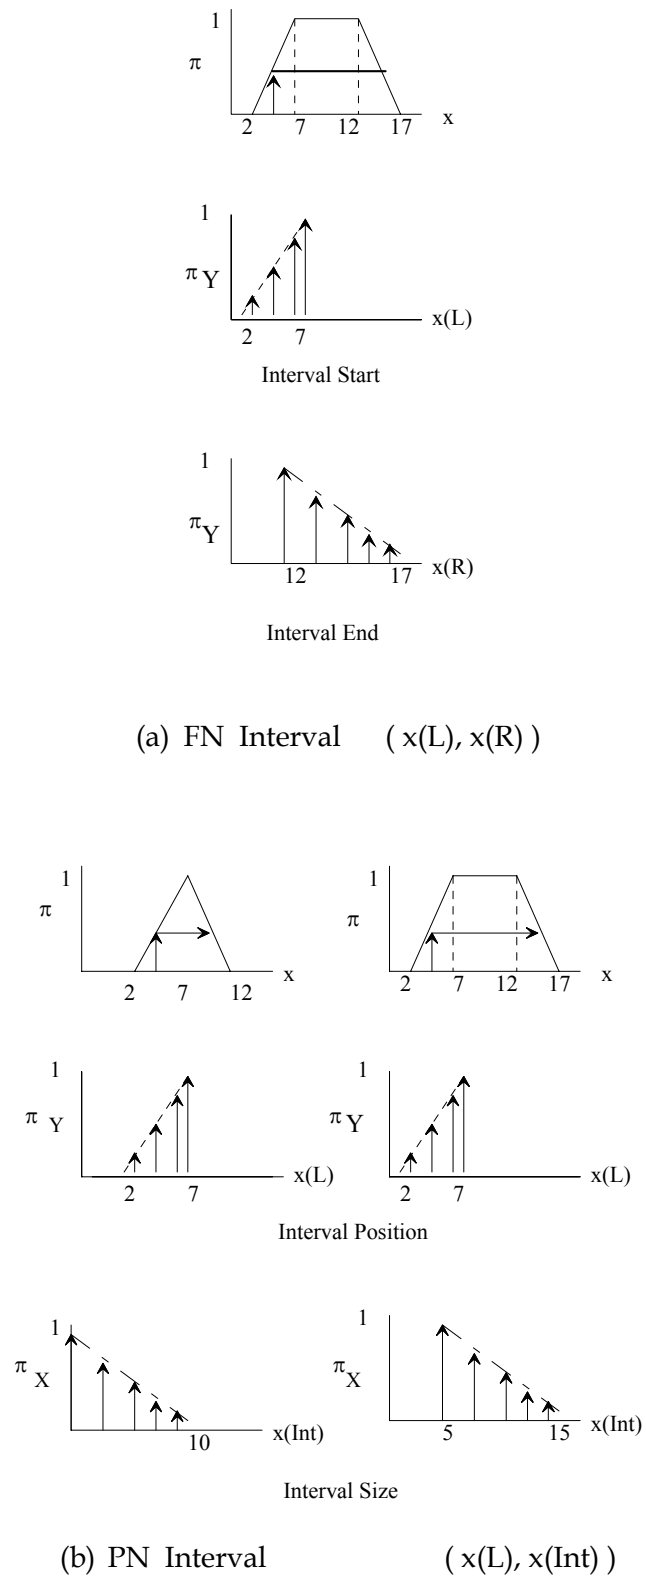 1
π
2 7 12 17 x
1
π Y
2 7 x(L)
Interval Start
1
π Y
12 17 x(R)
Interval End
(a) FN Interval ( x(L), x(R) )
1 1
π π
2 7 12 x 2 7 12 17 x
1 1
π Y π Y
2 7 x(L) 2 7 x(L)
Interval Position
1 1
π X π X
10 x(Int) 5 15 x(Int)
Interval Size
(b) PN Interval ( x(L), x(Int) )